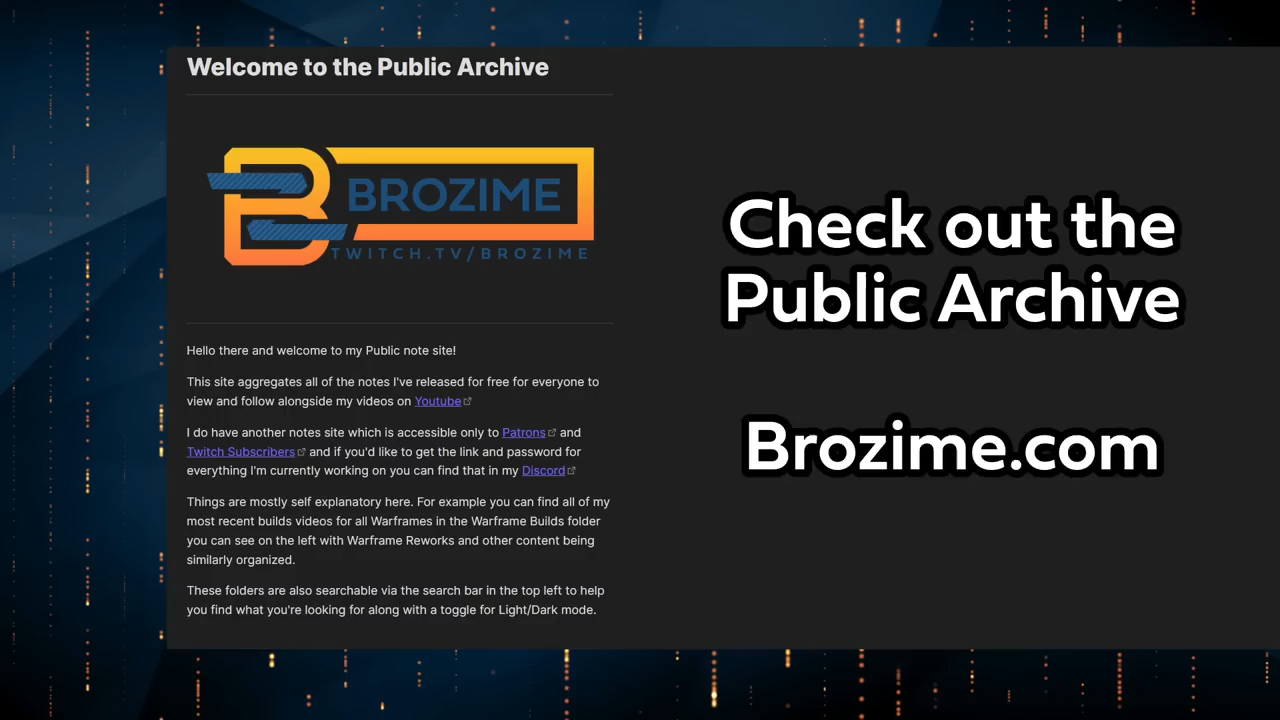 Welcome to the Public Archive
BROZIME
TWITCH.TV/BROZIME
Hello there and welcome to my Public note site!
This site aggregates all of the notes I've released for free for everyone to
view and follow alongside my videos on Youtube
I do have another notes site which is accessible only to Patrons and
Twitch Subscribers and if you'd like to get the link and password for
everything I'm currently working on you can find that in my Discord
Things are mostly self explanatory here. For example you can find all of my
most recent builds videos for all Warframes in the Warframe Builds folder
you can see on the left with Warframe Reworks and other content being
similarly organized.
These folders are also searchable via the search bar in the top left to help
you find what you're looking for along with a toggle for Light/Dark mode.
Check out the
Public Archive
Brozime.com